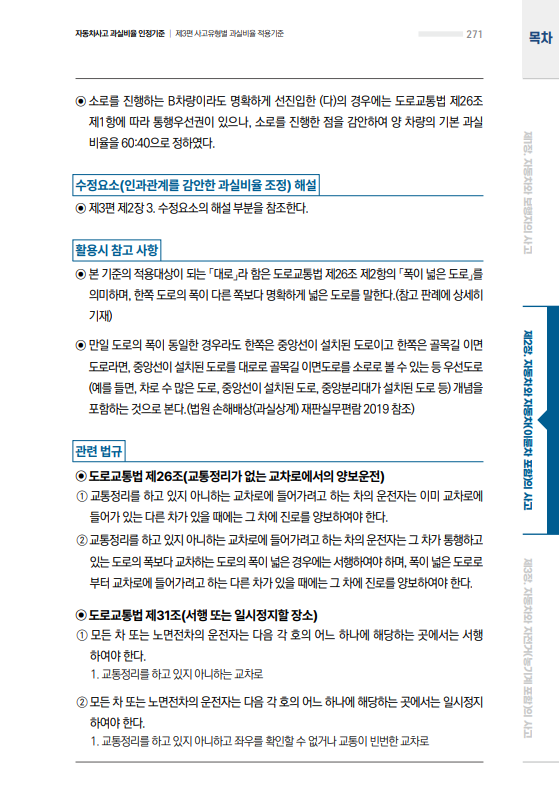 자동차사고 과실비율 인정기준 | 제3편 사고유형별 과실비율 적용기준
271
목차
◉ 소로를 진행하는 B차량이라도 명확하게 선진입한 (다)의 경우에는 도로교통법 제26조
제1항에 따라 통행우선권이 있으나, 소로를 진행한 점을 감안하여 양 차량의 기본 과실
비율을 60:40으로 정하였다.
수정요소(인과관계를 감안한 과실비율 조정) 해설
◉ 제3편 제2장 3. 수정요소의 해설 부분을 참조한다.
활용시 참고 사항
◉ 본 기준의 적용대상이 되는 「대로」라 함은 도로교통법 제26조 제2항의 「폭이 넓은 도로」를
의미하며, 한쪽 도로의 폭이 다른 쪽보다 명확하게 넓은 도로를 말한다.(참고 판례에 상세히
기재)
◉ 만일 도로의 폭이 동일한 경우라도 한쪽은 중앙선이 설치된 도로이고 한쪽은 골목길 이면
도로라면, 중앙선이 설치된 도로를 대로로 골목길 이면도로를 소로로 볼 수 있는 등 우선도로
(예를 들면, 차로 수 많은 도로, 중앙선이 설치된 도로, 중앙분리대가 설치된 도로 등) 개념을
포함하는 것으로 본다.(법원 손해배상(과실상계) 재판실무편람 2019 참조)
관련 법규
◉ 도로교통법 제26조(교통정리가 없는 교차로에서의 양보운전)
① 교통정리를 하고 있지 아니하는 교차로에 들어가려고 하는 차의 운전자는 이미 교차로에
들어가 있는 다른 차가 있을 때에는 그 차에 진로를 양보하여야 한다.
② 교통정리를 하고 있지 아니하는 교차로에 들어가려고 하는 차의 운전자는 그 차가 통행하고
있는 도로의 폭보다 교차하는 도로의 폭이 넓은 경우에는 서행하여야 하며, 폭이 넓은 도로로
부터 교차로에 들어가려고 하는 다른 차가 있을 때에는 그 차에 진로를 양보하여야 한다.
◉ 도로교통법 제31조(서행 또는 일시정지할 장소)
① 모든 차 또는 노면전차의 운전자는 다음 각 호의 어느 하나에 해당하는 곳에서는 서행
하여야 한다.
1. 교통정리를 하고 있지 아니하는 교차로
② 모든 차 또는 노면전차의 운전자는 다음 각 호의 어느 하나에 해당하는 곳에서는 일시정지
하여야 한다.
1. 교통정리를 하고 있지 아니하고 좌우를 확인할 수 없거나 교통이 빈번한 교차로
제1장. 자동차와 보행자의 사고
제2장. 자동차와 자동차(이륜차 포함)의 사고
제3장. 자동차와 자전거(농기계 포함)의 사고